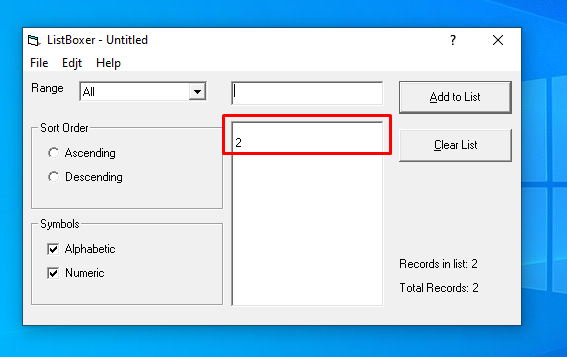 ListBoxer - Untitled
File Edjt Help
Range All
Add to List
Sort Order
Ascending
Descending
2
Clear List
Symbols
Alphabetic
Numeric
Records in list: 2
Total Records: 2